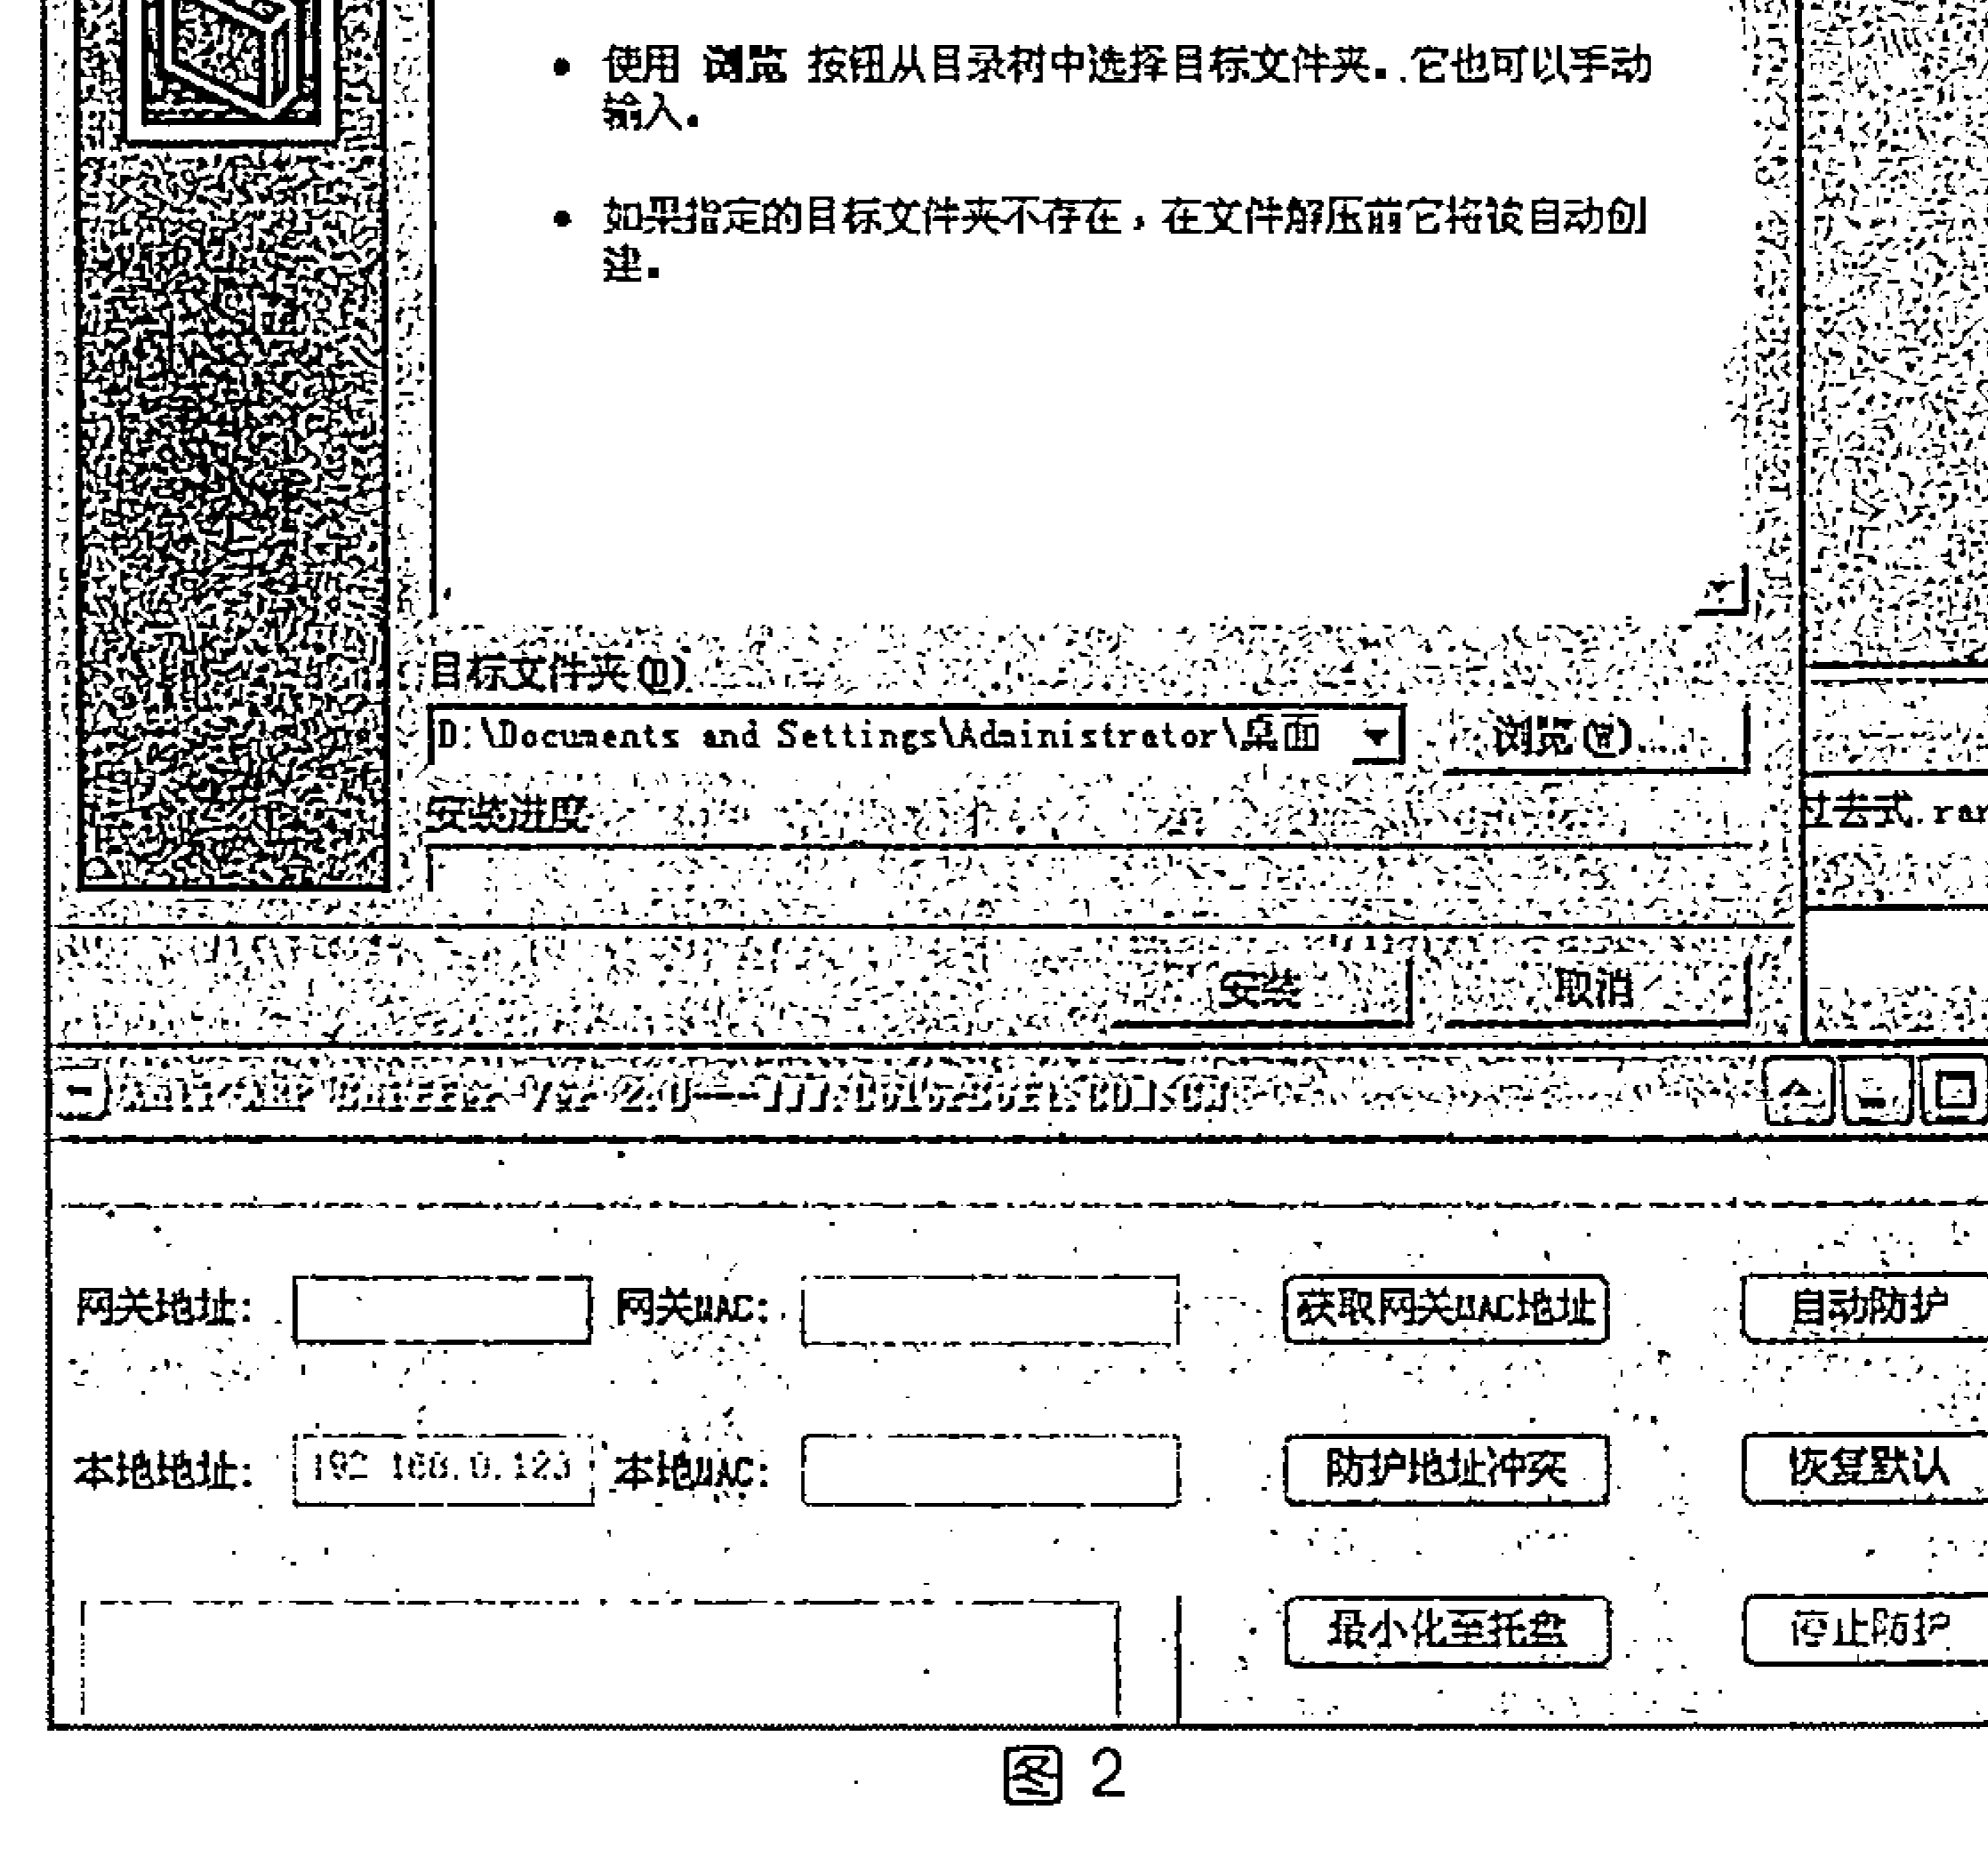 使用 浏览 按钮从目录树中选择目标文件夹. 它也可以手动
输入.
如果指定的目标文件夹不存在, 在文件解压前它将被自动创
建.
目标文件夹(D)
D:\Documents and Settings\Administrator\桌面 浏览(W)...
安装进度
过去式.rar
安装 取消
网关地址: 网关MAC: 获取网关MAC地址 自动防护
本地地址: 192.168.0.123 本地MAC: 防护地址冲突 恢复默认
最小化至托盘 停止防护
图 2